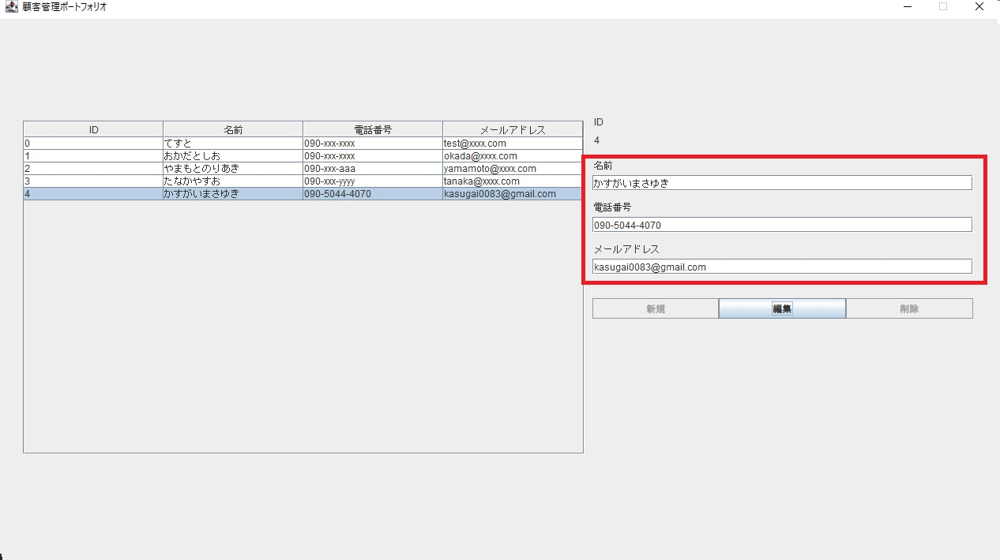 顧客管理ポートフォリオ
ID 名前 電話番号 メールアドレス
0 てすと 090-xxx-xxxx test@xxxx.com
1 おかだとしお 090-xxx-xxxx okada@xxxx.com
2 やまもとのりあき 090-xxx-aaa yamamoto@xxxx.com
3 たなかやすお 090-xxx-yyyy tanaka@xxxx.com
4 かすがいまさゆき 090-5044-4070 kasugai0083@gmail.com
ID
4
名前
かすがいまさゆき
電話番号
090-5044-4070
メールアドレス
kasugai0083@gmail.com
新規 編集 削除